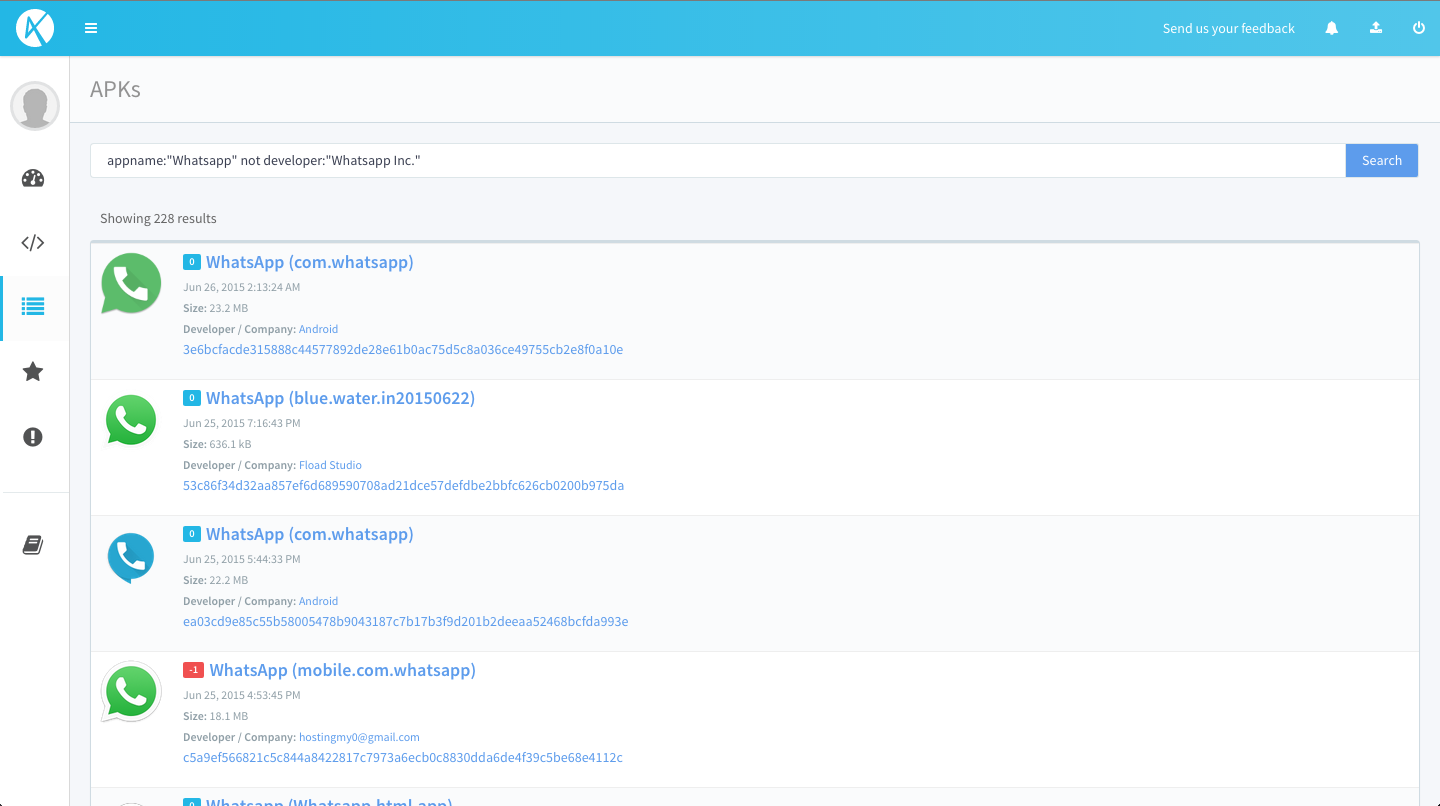 Send us your feedback
APKs
appname:"Whatsapp" not developer:"Whatsapp Inc."
Search
Showing 228 results
0 WhatsApp (com.whatsapp)
Jun 26, 2015 2:13:24 AM
Size: 23.2 MB
Developer / Company: Android
3e6bcfacde315888c44577892de28e61b0ac75d5c8a036ce49755cb2e8f0a10e
0 WhatsApp (blue.water.in20150622)
Jun 25, 2015 7:16:43 PM
Size: 636.1 kB
Developer / Company: Fload Studio
53c86f34d32aa857ef6d689590708ad21dce57defdbe2bbfc626cb0200b975da
0 WhatsApp (com.whatsapp)
Jun 25, 2015 5:44:33 PM
Size: 22.2 MB
Developer / Company: Android
ea03cd9e85c55b58005478b9043187c7b17b3f9d201b2deeaa52468bcfda993e
-1 WhatsApp (mobile.com.whatsapp)
Jun 25, 2015 4:53:45 PM
Size: 18.1 MB
Developer / Company: hostingmy0@gmail.com
c5a9ef566821c5c844a8422817c7973a6ecb0c8830dda6de4f39c5be68e4112c
0 Whatsapp (Whatsapp.html.app)